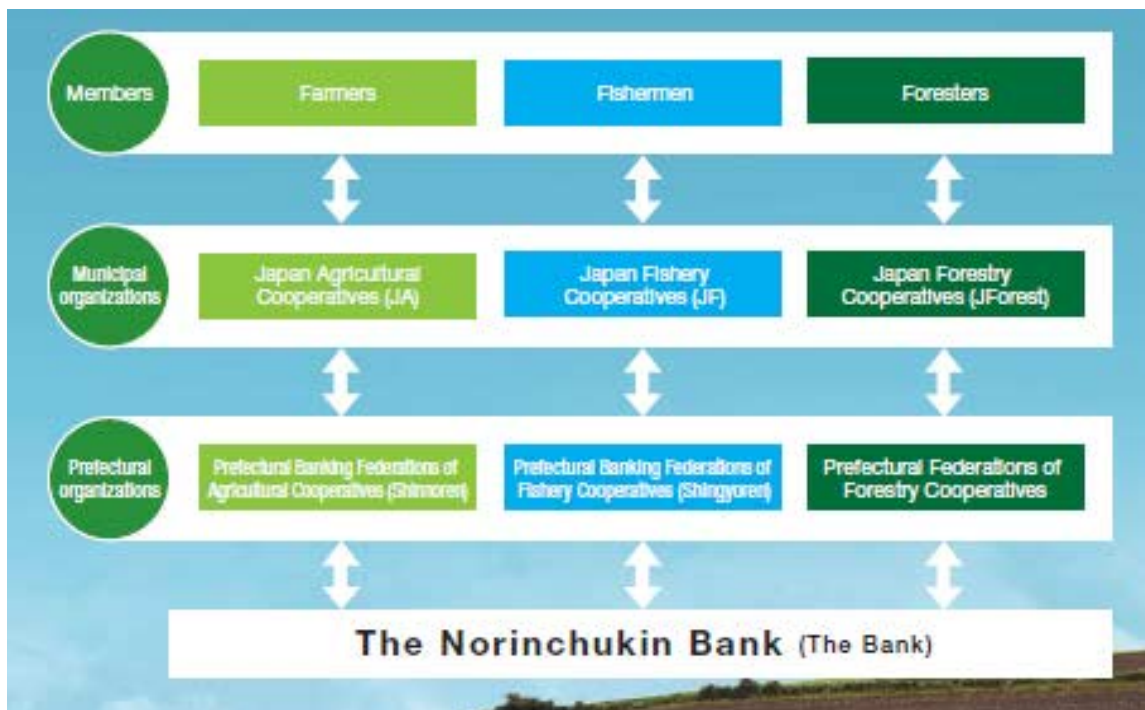 Members
Farmers
Fishermen
Foresters
Municipal
organizations
Japan Agricultural
Cooperatives (JA)
Japan Fishery
Cooperatives (JF)
Japan Forestry
Cooperatives (JForest)
Prefectural
organizations
Prefectural Banking Federations of
Agricultural Cooperatives (Shinnoren)
Prefectural Banking Federations of
Fishery Cooperatives (Shingyoren)
Prefectural Federations of
Forestry Cooperatives
The Norinchukin Bank (The Bank)